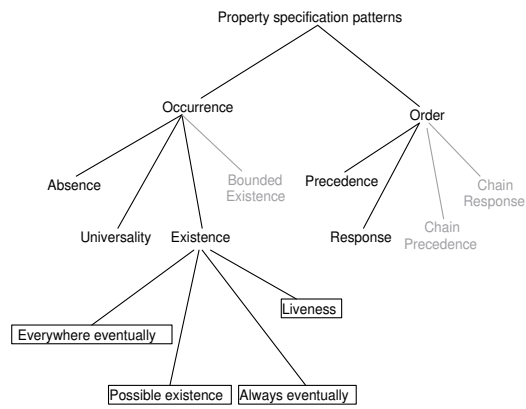 Property specification patterns
Occurrence
Order
Absence
Bounded
Existence
Precedence
Chain
Response
Universality
Existence
Response
Chain
Precedence
Liveness
Everywhere eventually
Possible existence
Always eventually